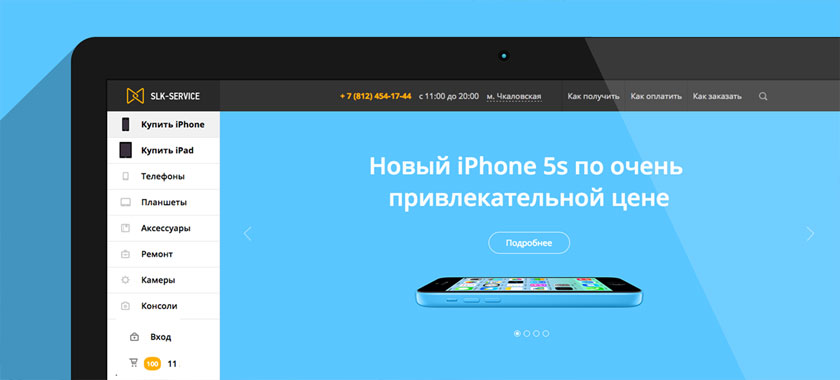 SLK-SERVICE
+ 7 (812) 454-17-44 с 11:00 до 20:00 м. Чкаловская Как получить Как оплатить Как заказать
Купить iPhone
Купить iPad
Телефоны
Планшеты
Аксессуары
Ремонт
Камеры
Консоли
Вход
100 11
Новый iPhone 5s по очень
привлекательной цене
Подробнее